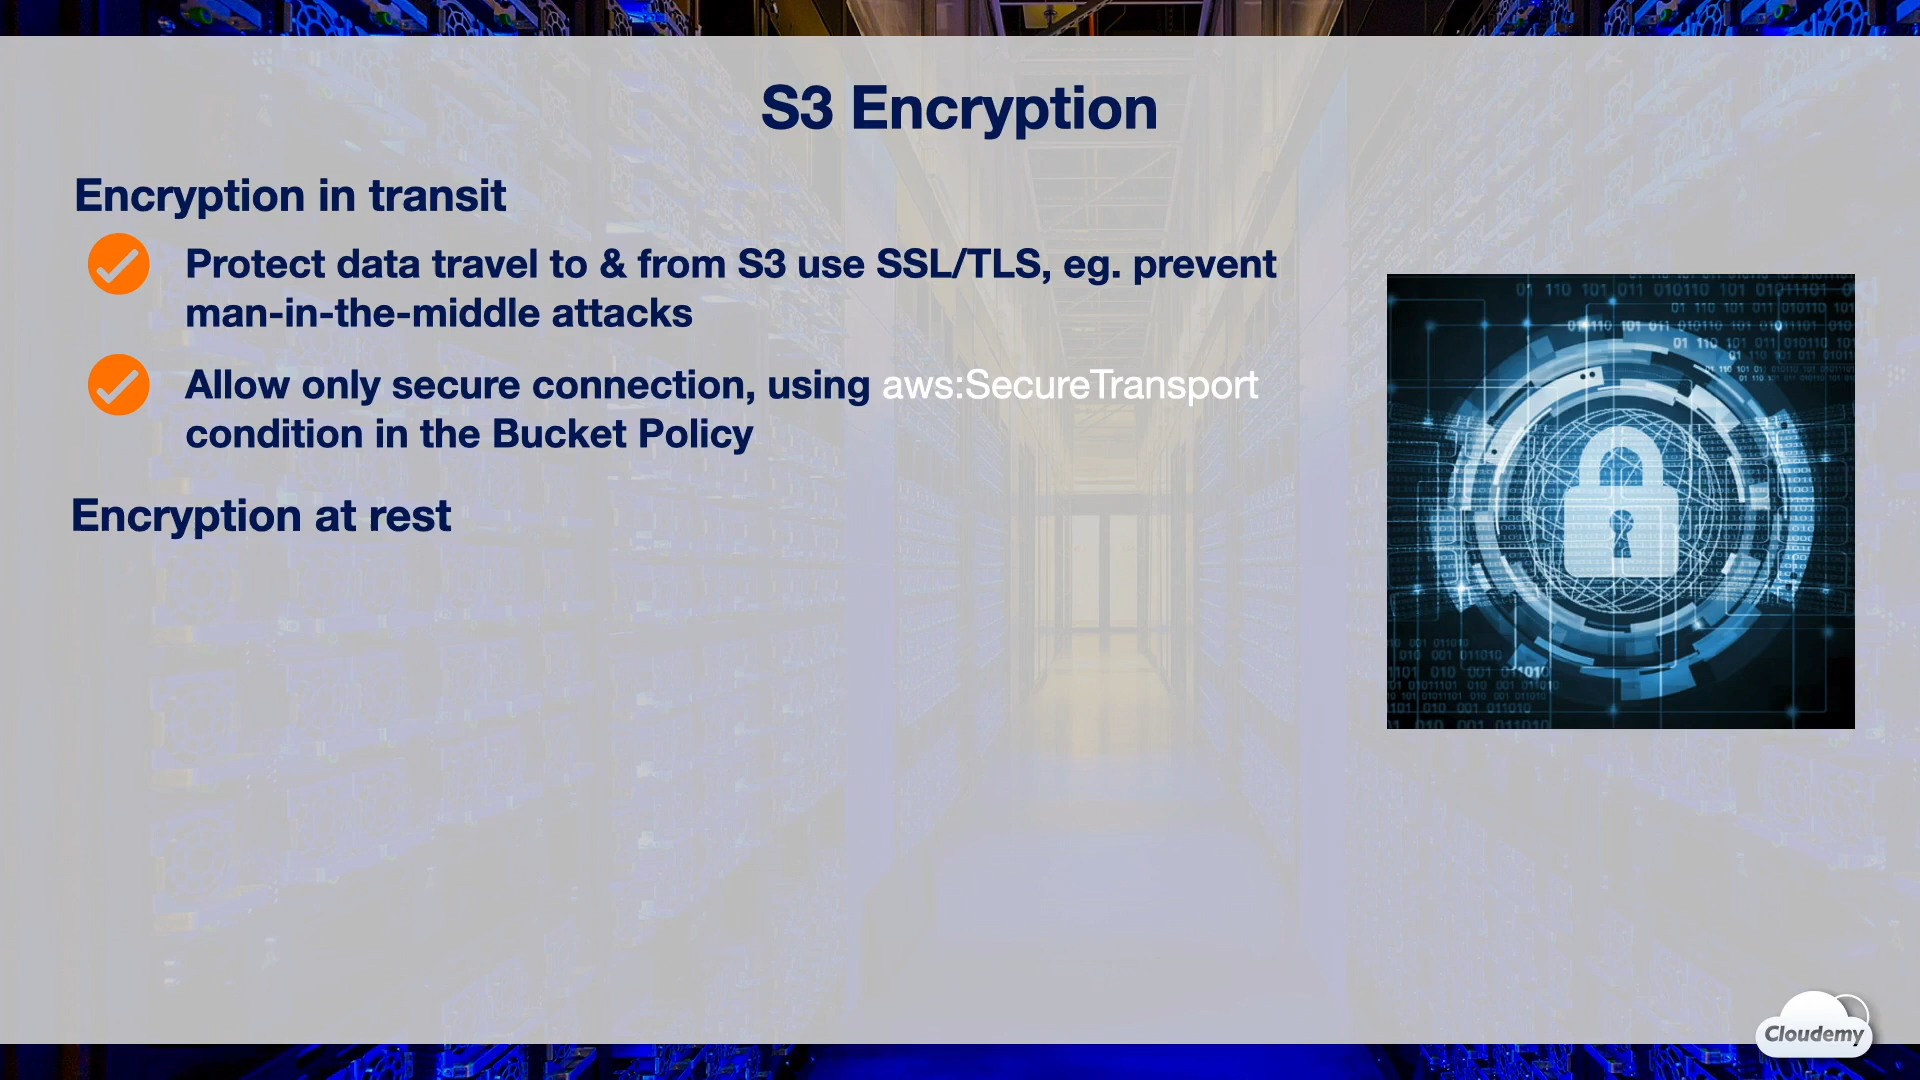 S3 Encryption
Encryption in transit
Protect data travel to & from S3 use SSL/TLS, eg. prevent
man-in-the-middle attacks
Allow only secure connection, using aws:SecureTransport
condition in the Bucket Policy
Encryption at rest
Cloudemy